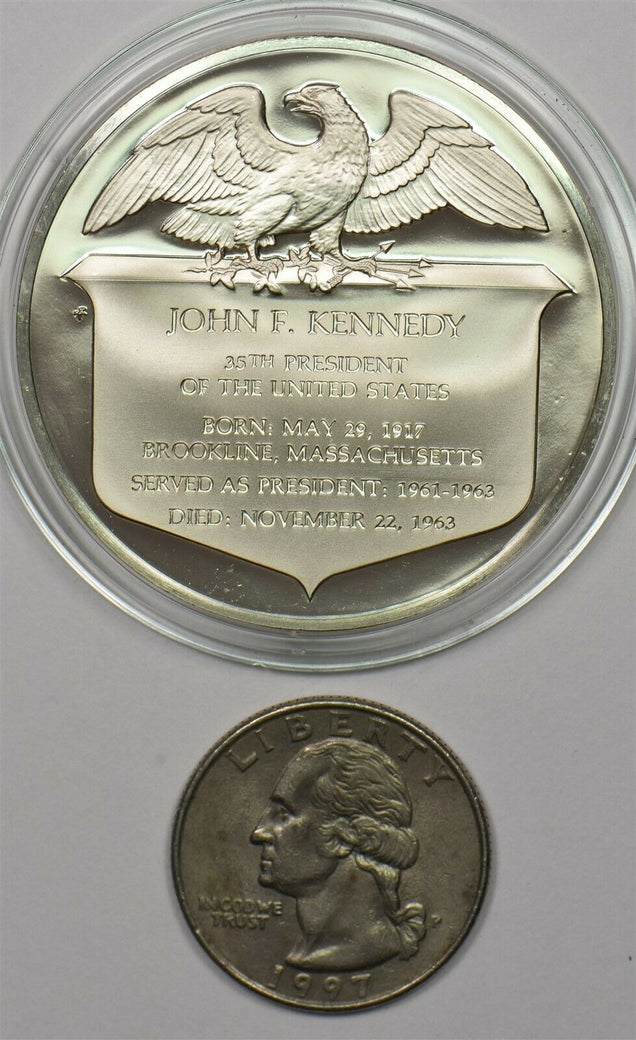 JOHN F. KENNEDY
35TH PRESIDENT
OF THE UNITED STATES
BORN: MAY 29, 1917
BROOKLINE, MASSACHUSETTS
SERVED AS PRESIDENT: 1961-1963
DIED: NOVEMBER 22, 1963
LIBERTY
IN GOD WE
TRUST
P
1997